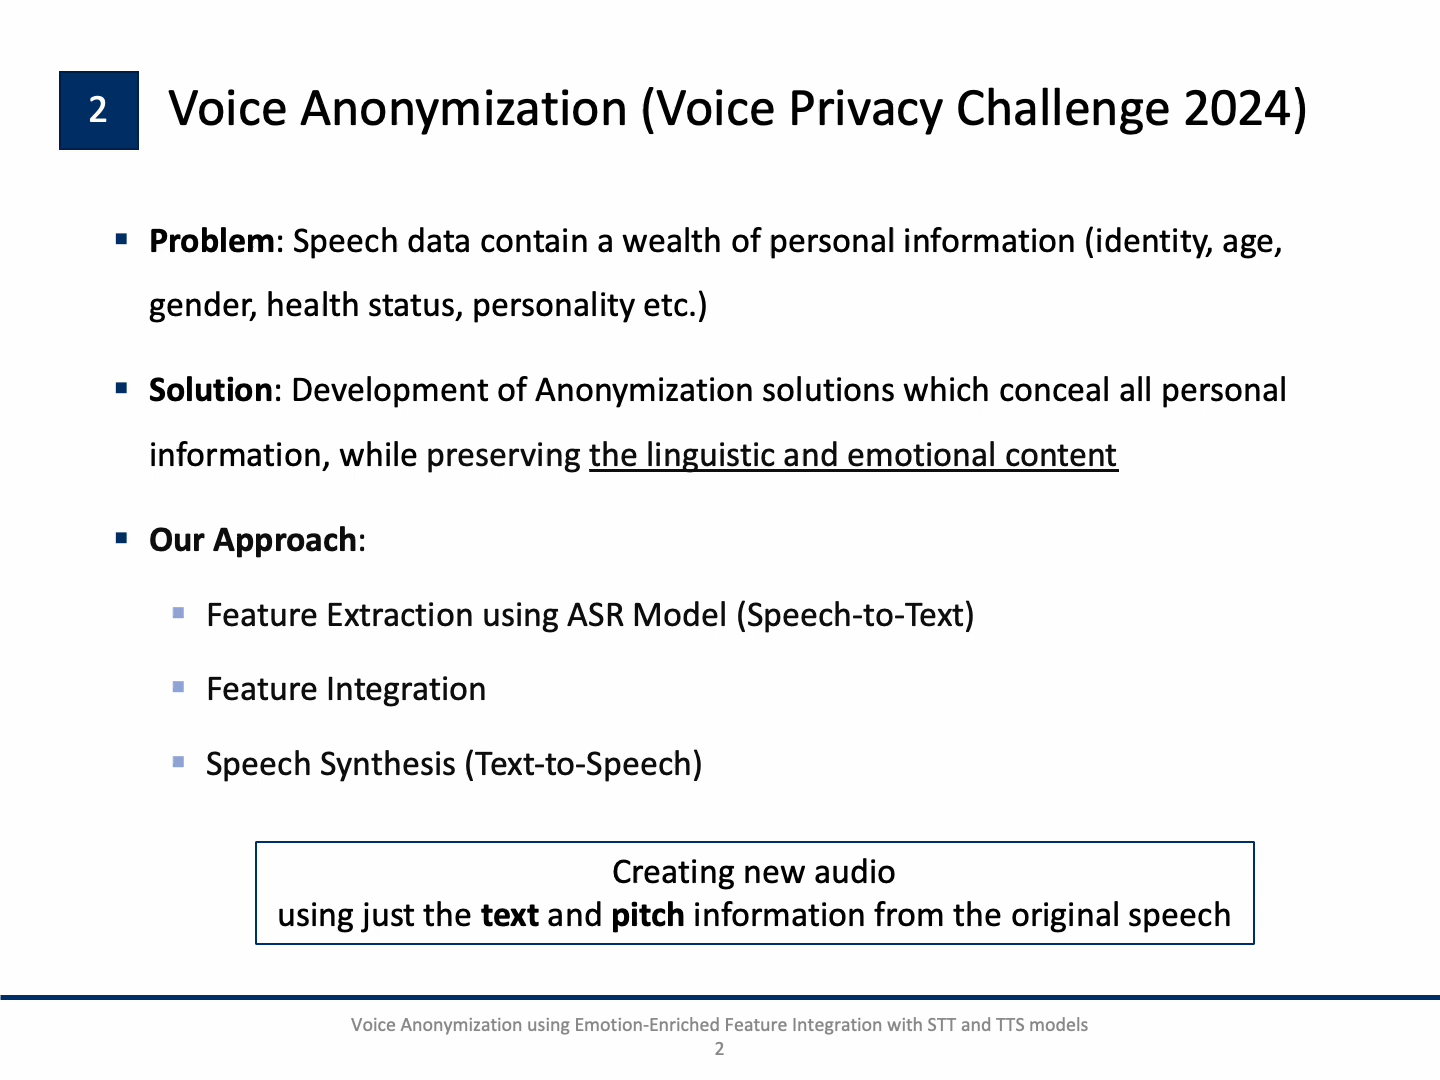 2
Voice Anonymization (Voice Privacy Challenge 2024)
▪ Problem: Speech data contain a wealth of personal information (identity, age,
gender, health status, personality etc.)
▪ Solution: Development of Anonymization solutions which conceal all personal
information, while preserving the linguistic and emotional content
▪ Our Approach:
▪ Feature Extraction using ASR Model (Speech-to-Text)
▪ Feature Integration
▪ Speech Synthesis (Text-to-Speech)
Creating new audio
using just the text and pitch information from the original speech
Voice Anonymization using Emotion-Enriched Feature Integration with STT and TTS models
2